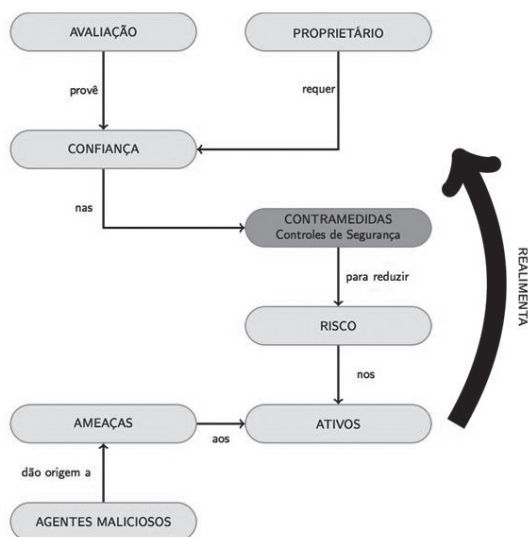 AVALIAÇÃO
PROPRIETÁRIO
provê
requer
CONFIANÇA
nas
CONTRAMEDIDAS
Controles de Segurança
para reduzir
RISCO
nos
AMEAÇAS
aos
ATIVOS
dão origem a
AGENTES MALICIOSOS
REALIMENTA